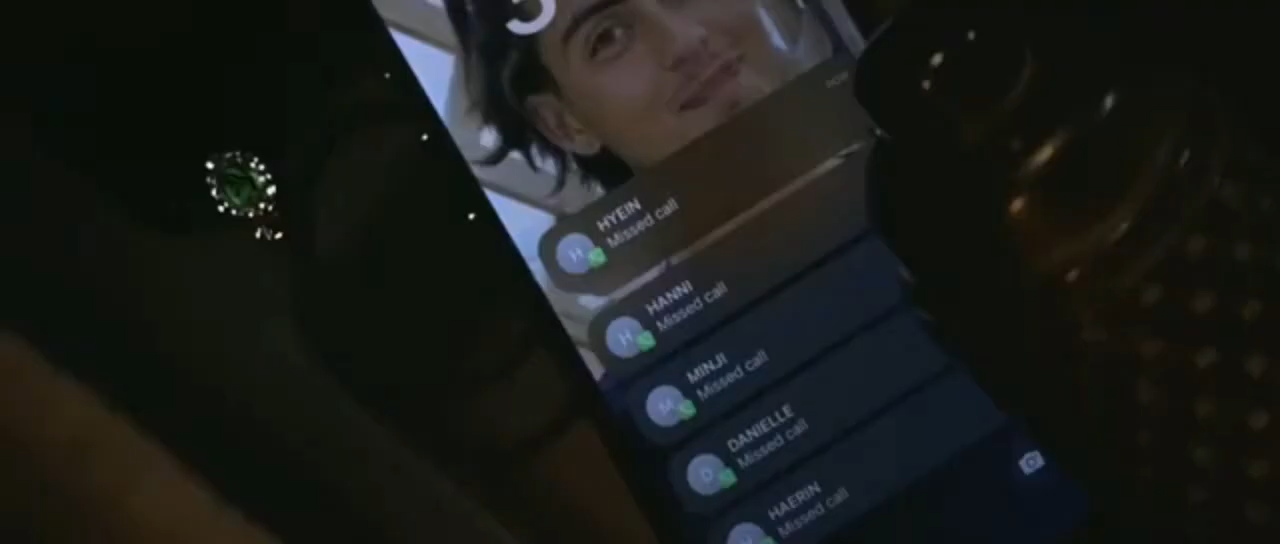 HYEIN
Missed call
HANNI
Missed call
MINJI
Missed call
M
DANIELLE
Missed call
D
HAERIN
Missed call